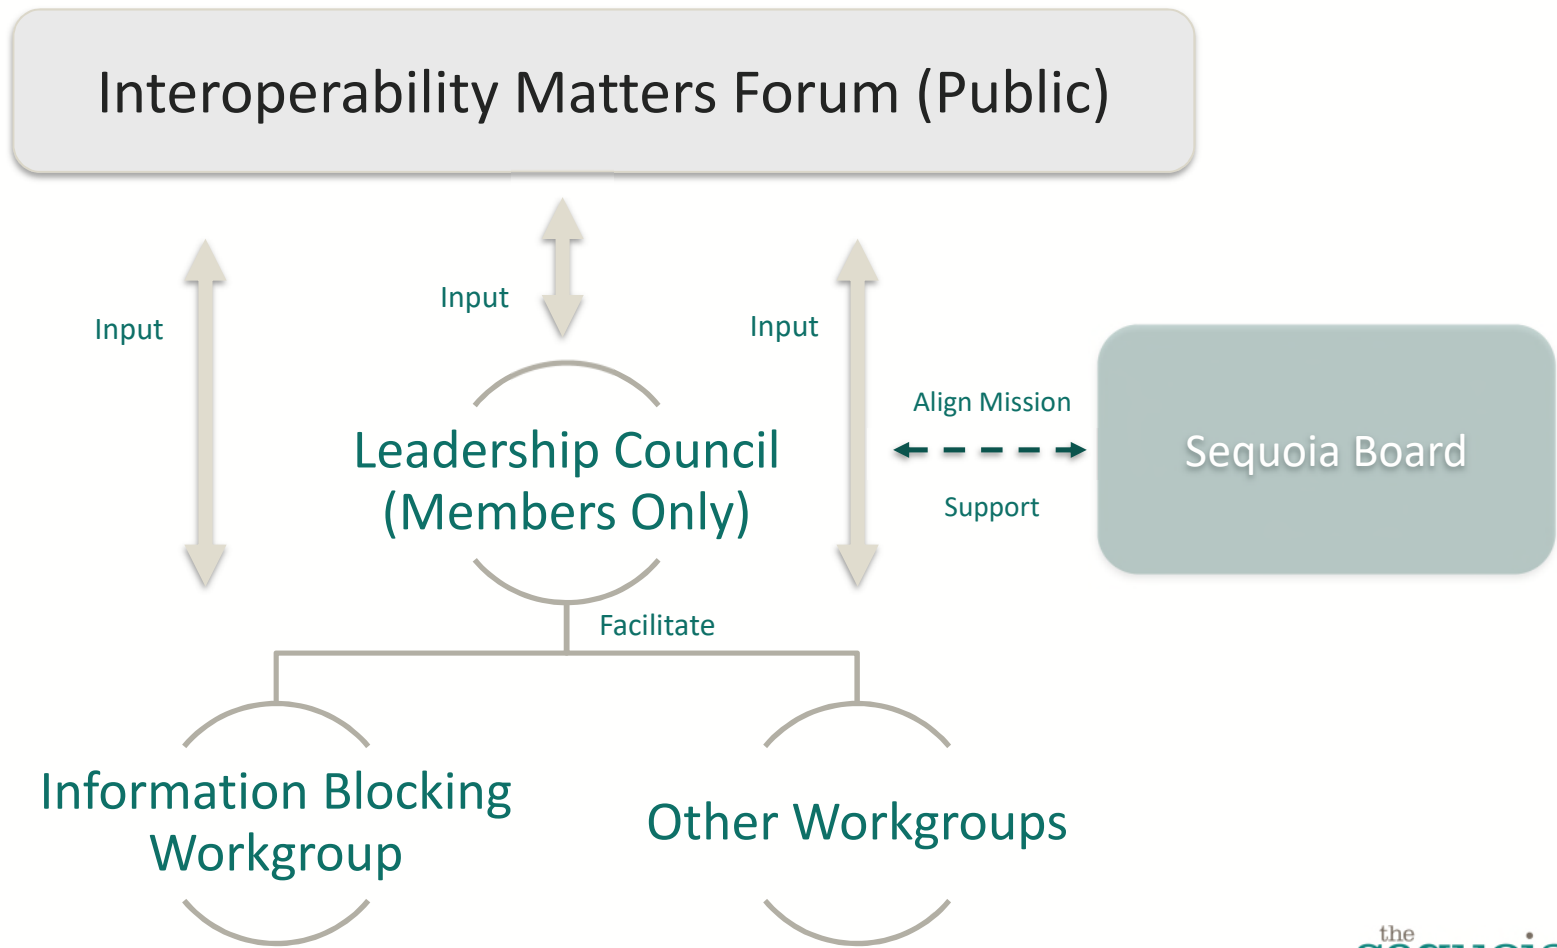 Interoperability Matters Forum (Public)
Input
Input
Input
Leadership Council
(Members Only)
Align Mission
Support
Sequoia Board
Facilitate
Information Blocking
Workgroup
Other Workgroups
the